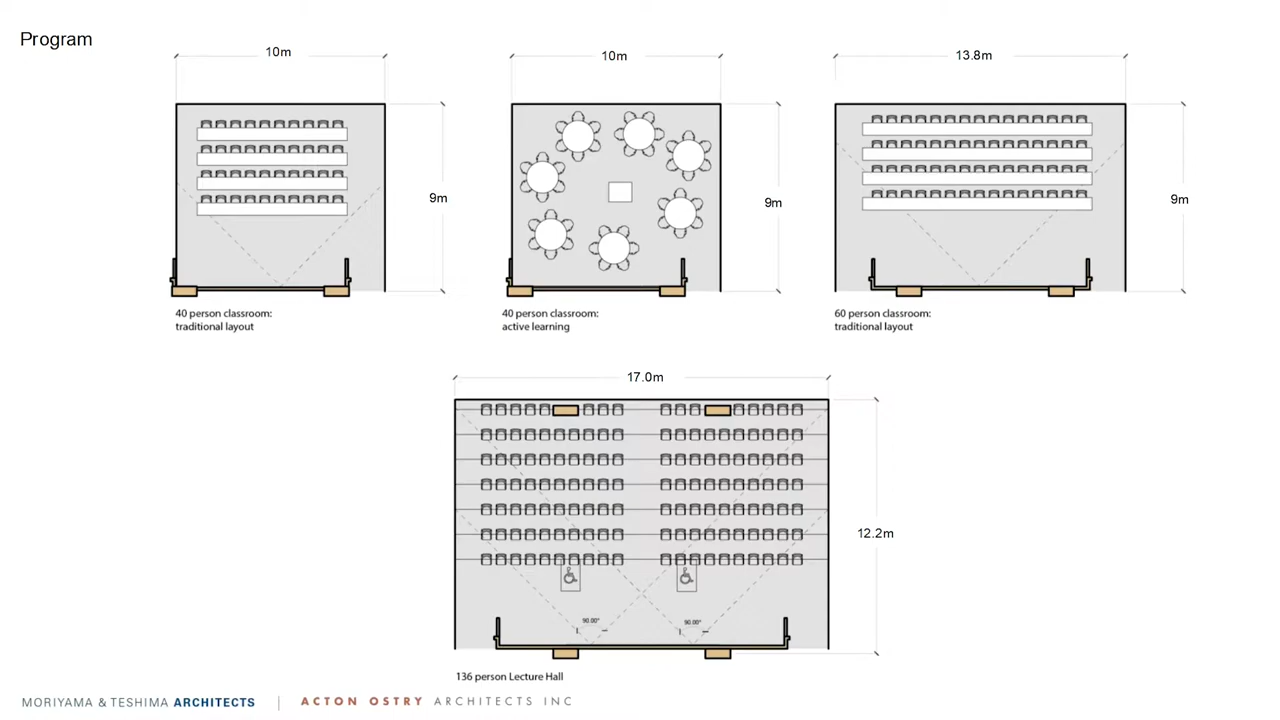 Program
10m
10m
13.8m
9m
9m
9m
40 person classroom:
traditional layout
40 person classroom:
active learning
60 person classroom:
traditional layout
17.0m
12.2m
90.00°
90.00°
136 person Lecture Hall
MORIYAMA & TESHIMA ARCHITECTS | ACTON OSTRY ARCHITECTS INC